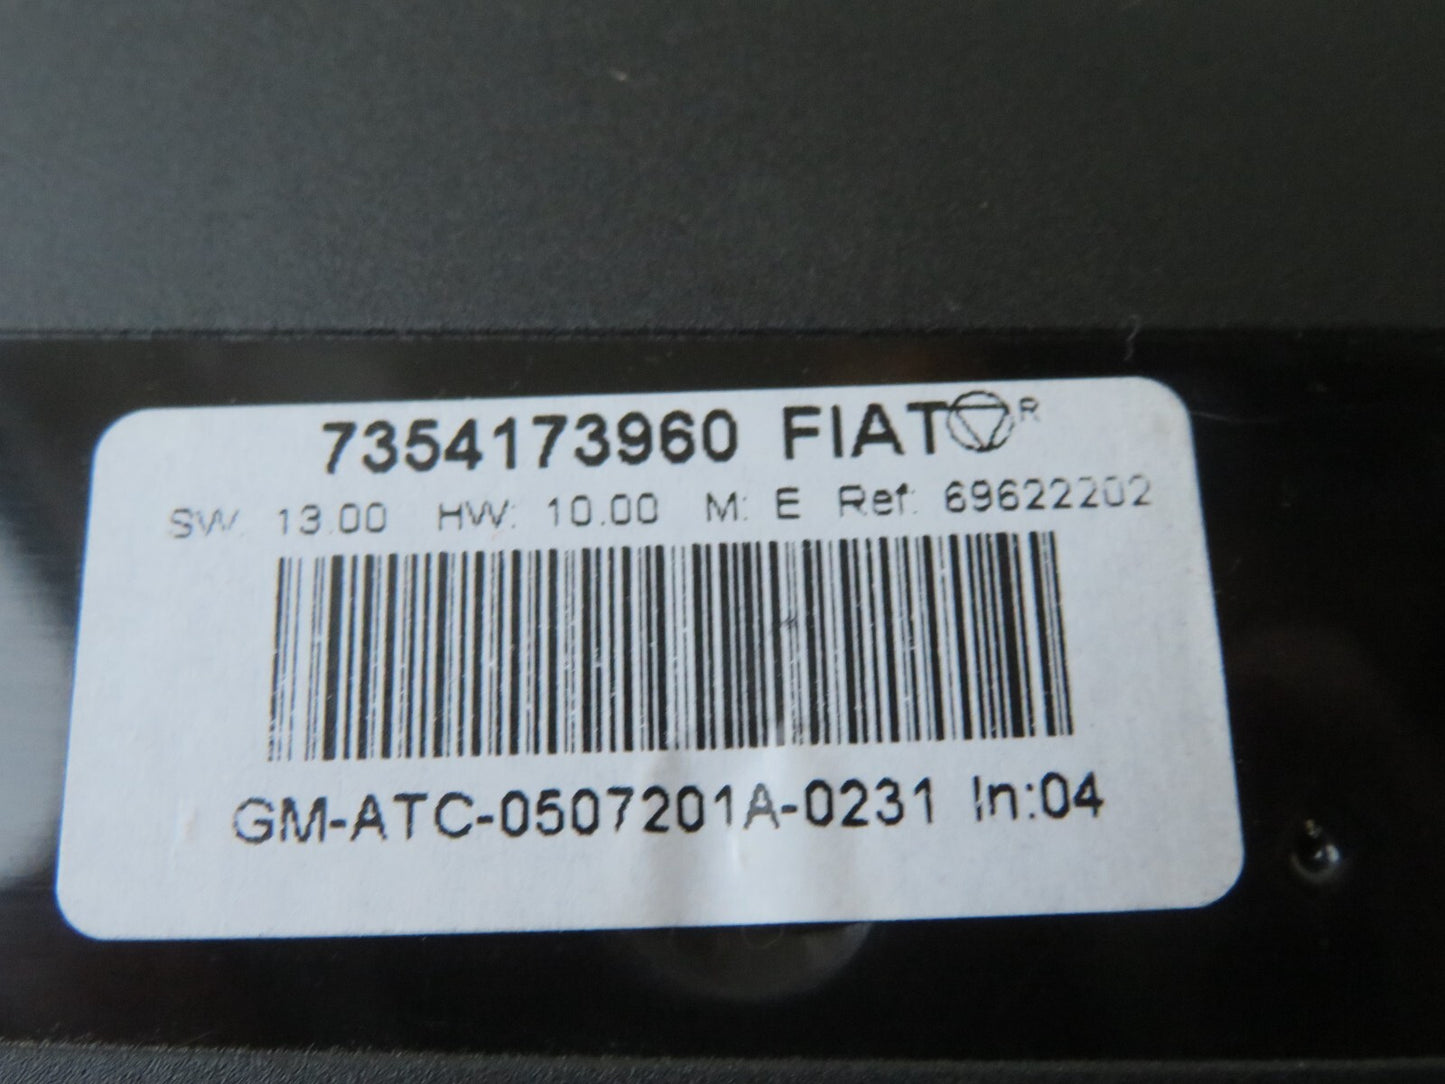 7354173960 FIAT R
SW. 13.00 HW: 10.00 M: E Ref: 69622202
GM-ATC-0507201A-0231 In:04